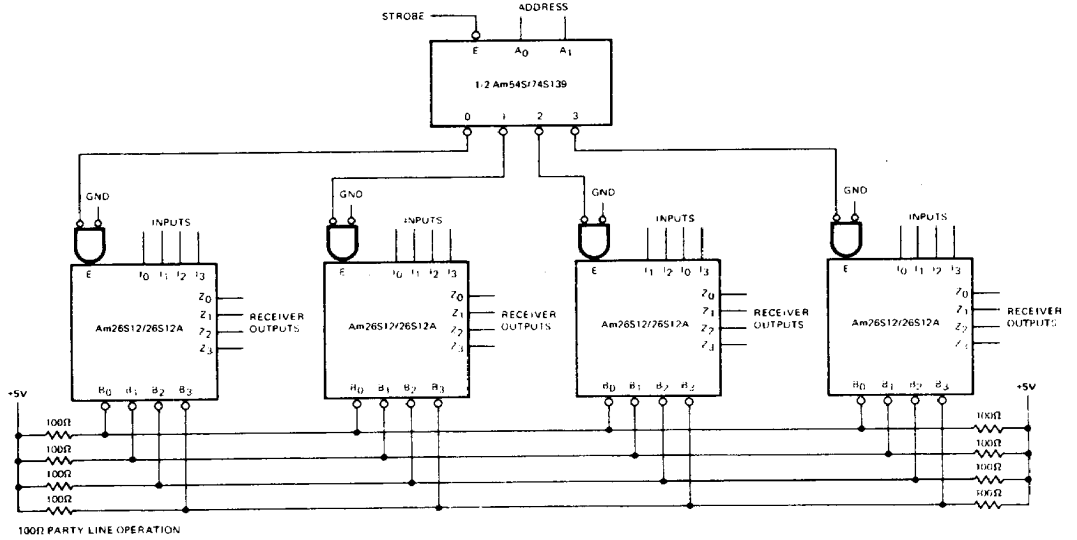 ADDRESS
STROBE
E A0 A1
1-2 Am54S/74S139
0 1 2 3
GND GND GND GND
INPUTS INPUTS INPUTS INPUTS
E I0 I1 I2 I3
E I0 I1 I2 I3
E I1 I2 I0 I3
E I0 I1 I2 I3
Z0 Z0 Z0 Z0
Z1 Z1 Z1 Z1
RECEIVER RECEIVER RECEIVER RECEIVER
Am26S12/26S12A Am26S12/26S12A Am26S12/26S12A Am26S12/26S12A
OUTPUTS OUTPUTS OUTPUTS OUTPUTS
Z2 Z2 Z2 Z2
Z3 Z3 Z3 Z3
B0 B1 B2 B3
B0 B1 B2 B3
B0 B1 B2 B3
B0 B1 B2 B3
+5V +5V
100Ω 100Ω
100Ω 100Ω
100Ω 100Ω
100Ω 100Ω
100Ω PARTY LINE OPERATION